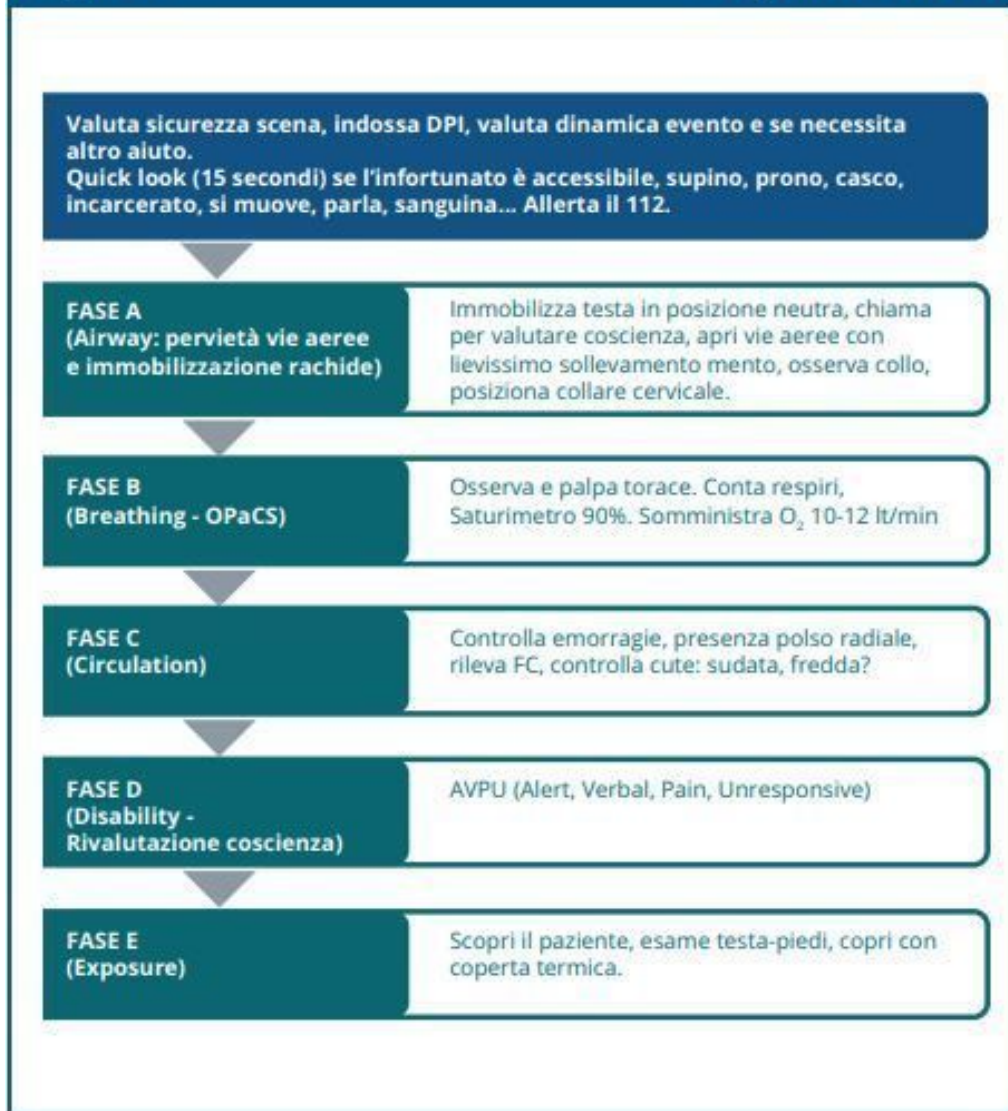 Valuta sicurezza scena, indossa DPI, valuta dinamica evento e se necessita
altro aiuto.
Quick look (15 secondi) se l'infortunato è accessibile, supino, prono, casco,
incarcerato, si muove, parla, sanguina... Allerta il 112.
FASE A
(Airway: pervietà vie aeree
e immobilizzazione rachide)
Immobilizza testa in posizione neutra, chiama
per valutare coscienza, apri vie aeree con
lievissimo sollevamento mento, osserva collo,
posiziona collare cervicale.
FASE B
(Breathing - OPaCS)
Osserva e palpa torace. Conta respiri,
Saturimetro 90%. Somministra O₂ 10-12 lt/min
FASE C
(Circulation)
Controlla emorragie, presenza polso radiale,
rileva FC, controlla cute: sudata, fredda?
FASE D
(Disability -
Rivalutazione coscienza)
AVPU (Alert, Verbal, Pain, Unresponsive)
FASE E
(Exposure)
Scopri il paziente, esame testa-piedi, copri con
coperta termica.